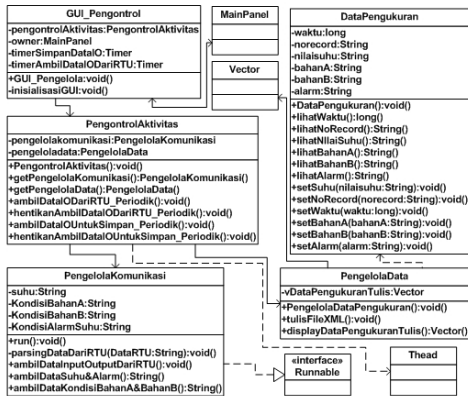 GUI_Pengontrol
-pengontrolAktivitas:PengontrolAktivitas
-owner:MainPanel
-timerSimpanDataIO:Timer
-timerAmbilDataIODariRTU:Timer
+GUI_Pengelola:void()
-inisialisasiGUI:void()
MainPanel
Vector
DataPengukuran
-waktu:long
-norecord:String
-nilaisuhu:String
-bahanA:String
-bahanB:String
-alarm:String
+DataPengukuran():void()
+lihatWaktu():long()
+lihatNoRecord():String()
+lihatNIlaiSuhu():String()
+lihatBahanA():String()
+lihatBahanB():String()
+lihatAlarm():String()
+setSuhu(nilaisuhu:String):void()
+setNoRecord(norecord:String):void()
+setWaktu(waktu:long):void()
+setBahanA(bahanA:String):void()
+setBahanB(bahanB:String):void()
+setAlarm(alarm:String):void()
PengontrolAktivitas
-pengelolakomunikasi:PengelolaKomunikasi
-pengeloladata:PengelolaData
+PengontrolAktivitas():void()
+getPengelolaKomunikasi():PengelolaKomunikasi()
+getPengelolaData():PengelolaData()
+ambilDataIODariRTU_Periodik():void()
+hentikanAmbilDataIODariRTU_Periodik():void()
+ambilDataIOUntukSimpan_Periodik():void()
+hentikanAmbilDataIOUntukSimpan_Periodik():void()
PengelolaKomunikasi
-suhu:String
-KondisiBahanA:String
-KondisiBahanB:String
-KondisiAlarmSuhu:String
+run():void()
-parsingDataDariRTU(DataRTU:String):void()
+ambilDataInputOutputDariRTU():void()
+ambilDataSuhu&Alarm():String()
+ambilDataKondisiBahanA&BahanB():String()
PengelolaData
-vDataPengukuranTulis:Vector
+PengelolaDataPengukuran():void()
+tulisFileXML():void()
+displayDataPengukuranTulis():Vector()
«interface»
Runnable
Thead